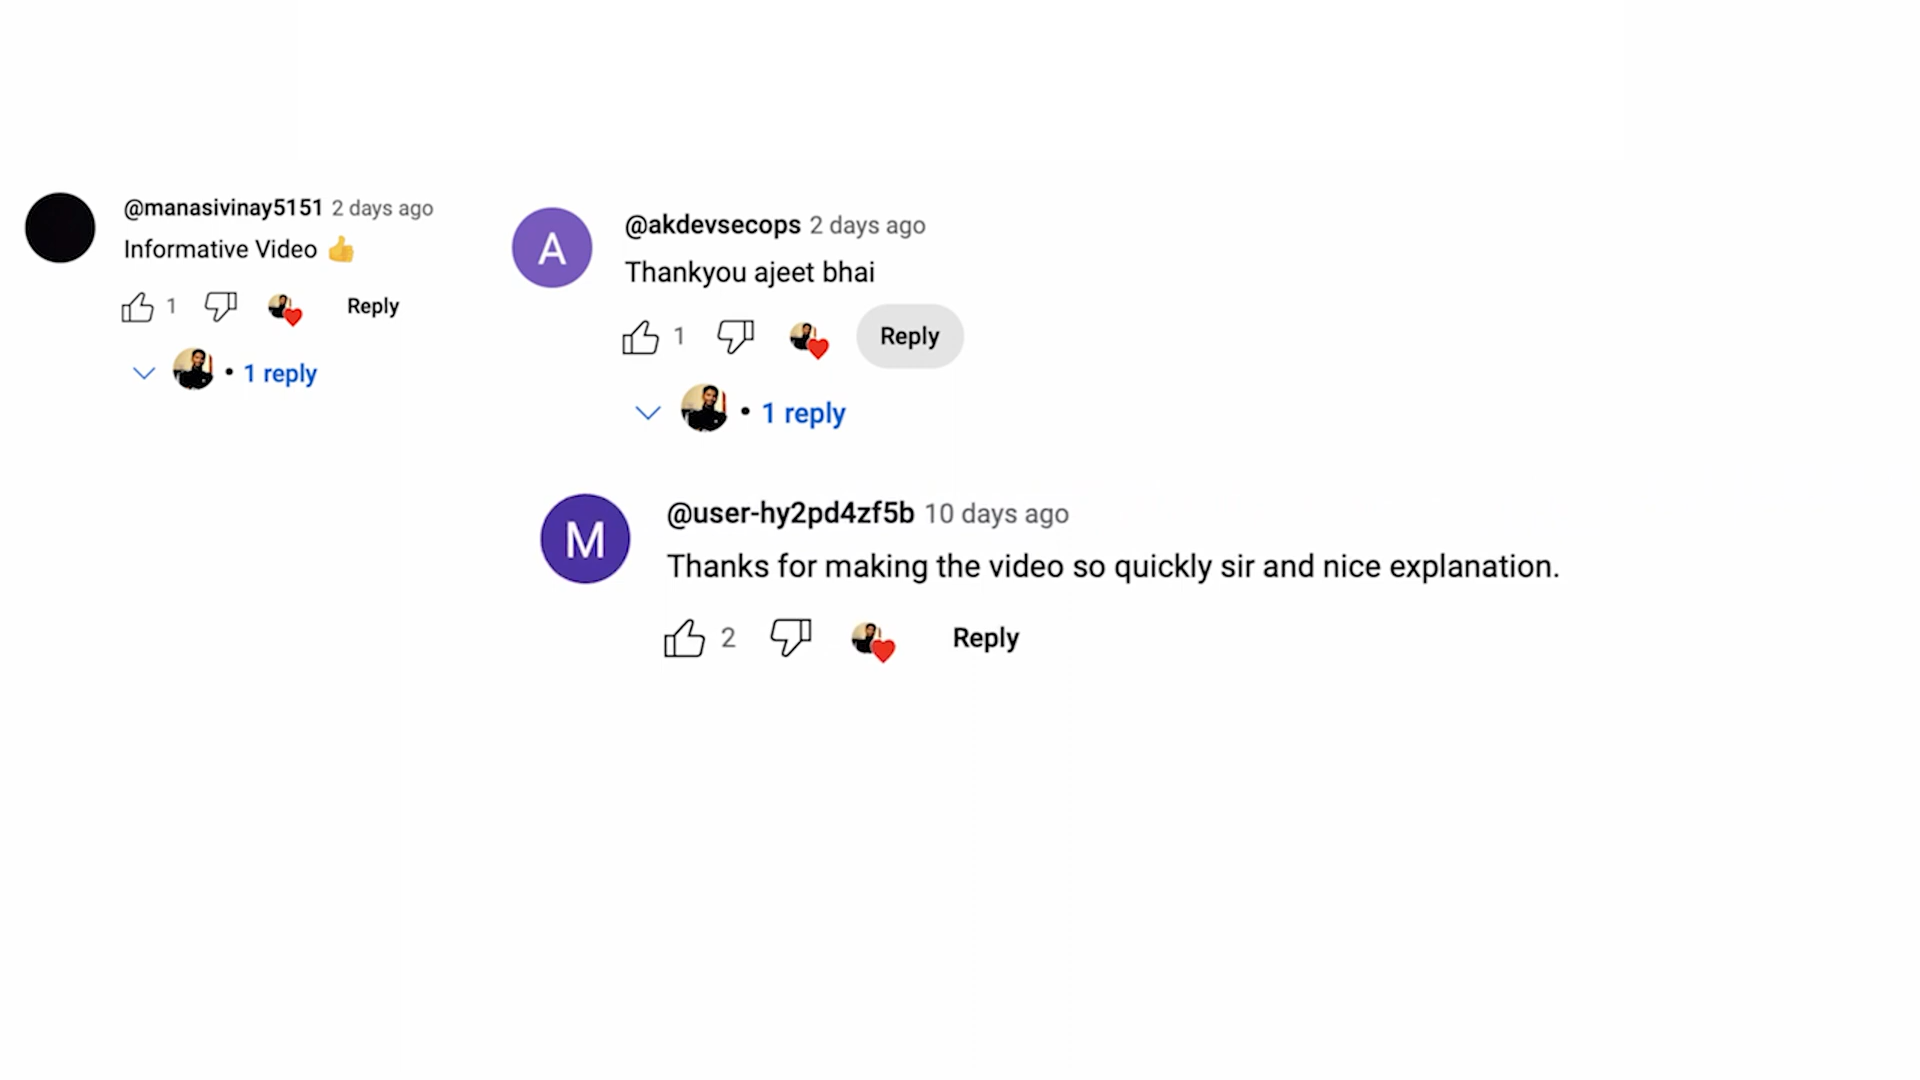 @manasivinay5151 2 days ago
Informative Video 👍
1 Reply
• 1 reply
A
@akdevsecops 2 days ago
Thankyou ajeet bhai
1 Reply
• 1 reply
M
@user-hy2pd4zf5b 10 days ago
Thanks for making the video so quickly sir and nice explanation.
2 Reply